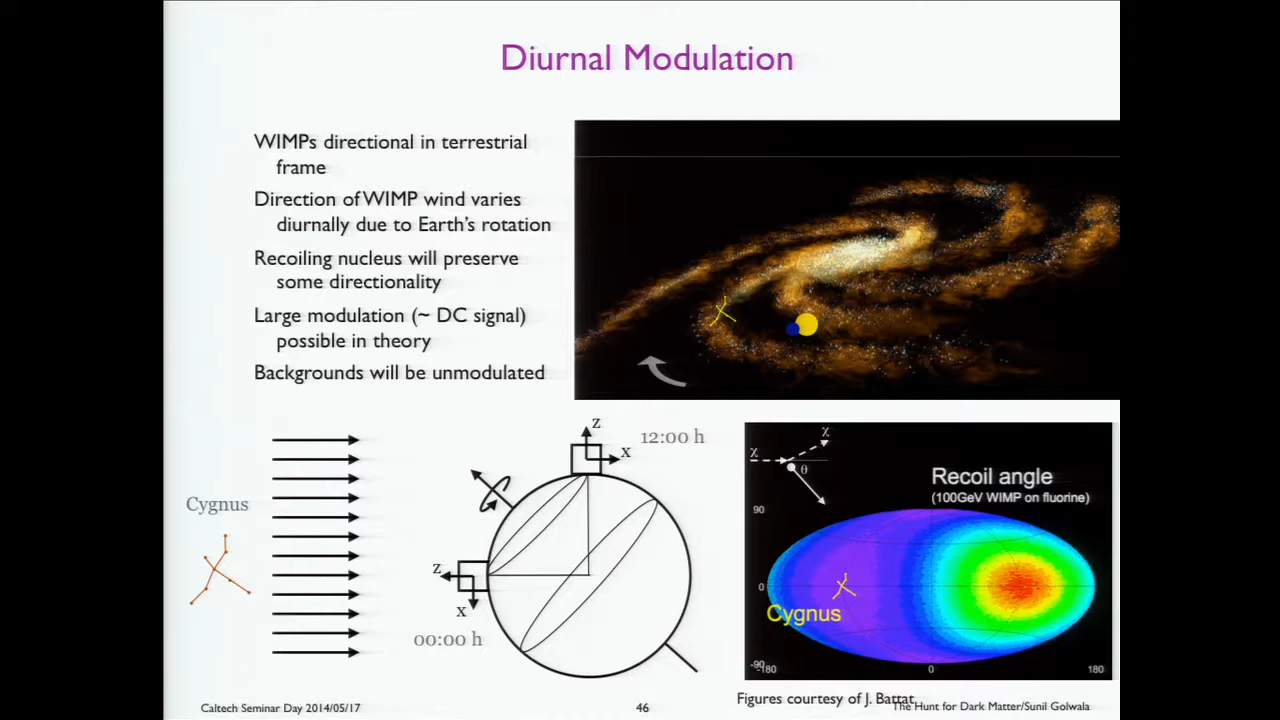 Diurnal Modulation
WIMPs directional in terrestrial
frame
Direction of WIMP wind varies
diurnally due to Earth's rotation
Recoiling nucleus will preserve
some directionality
Large modulation (~ DC signal)
possible in theory
Backgrounds will be unmodulated
Cygnus
z
x
12:00 h
z
x
00:00 h
χ
χ
θ
Recoil angle
(100GeV WIMP on fluorine)
90
0
Cygnus
-90
-180
0
180
Figures courtesy of J. Battat
Caltech Seminar Day 2014/05/17
46
The Hunt for Dark Matter/Sunil Golwala